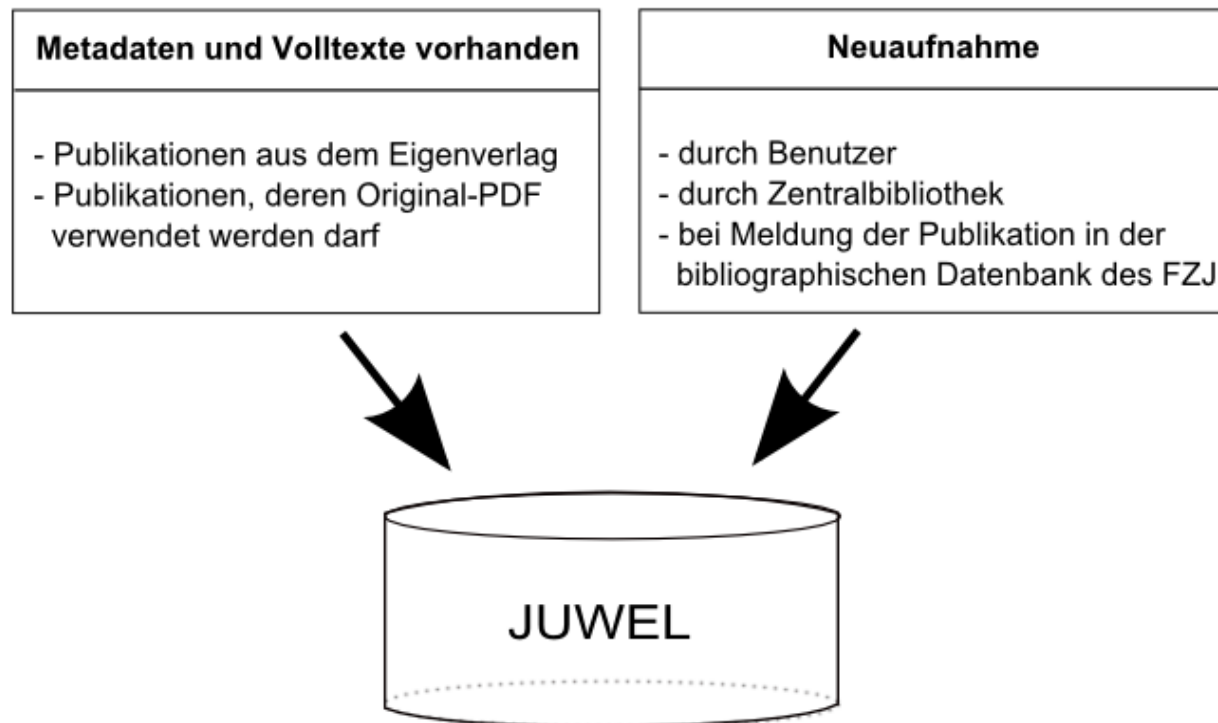 Metadaten und Volltexte vorhanden
- Publikationen aus dem Eigenverlag
- Publikationen, deren Original-PDF
verwendet werden darf
Neuaufnahme
- durch Benutzer
- durch Zentralbibliothek
- bei Meldung der Publikation in der
bibliographischen Datenbank des FZJ
JUWEL